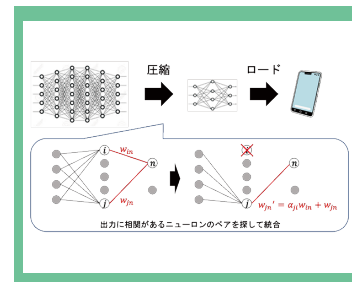 圧縮
ロード
i
w_in
n
j
w_jn
i
n
j
w_jn' = α_ji w_in + w_jn
出力に相関があるニューロンのペアを探して統合